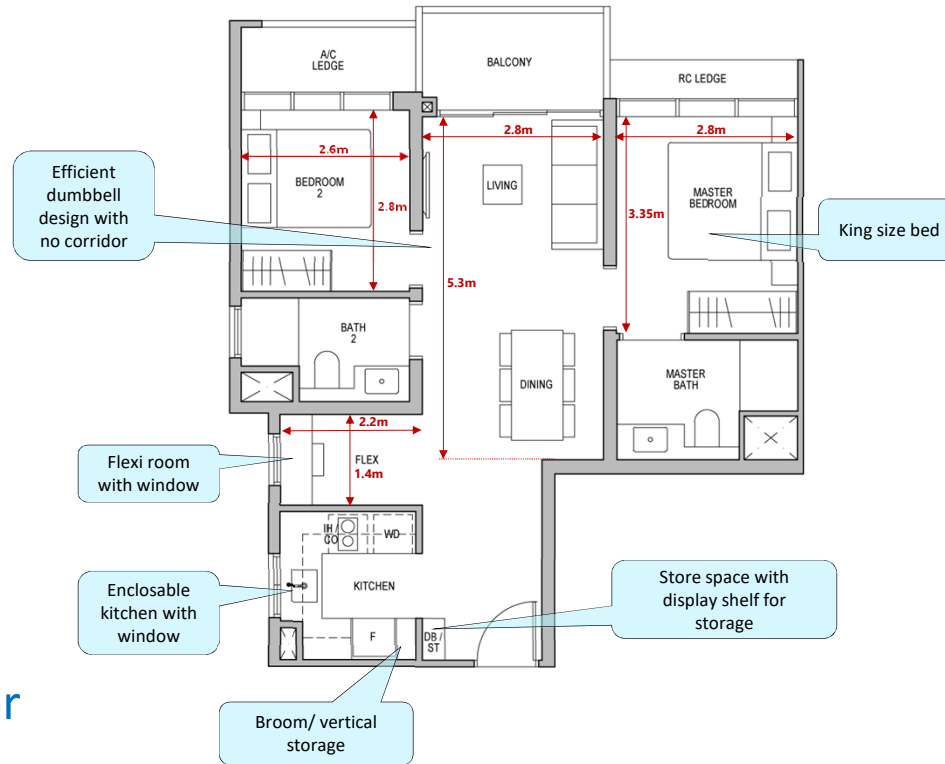 A/C
LEDGE
BALCONY
RC LEDGE
2.6m
2.8m
2.8m
BEDROOM
2
2.8m
LIVING
MASTER
BEDROOM
3.35m
Efficient
dumbbell
design with
no corridor
King size bed
5.3m
BATH
2
DINING
MASTER
BATH
2.2m
FLEX
1.4m
Flexi room
with window
IH /
CO
WD
KITCHEN
Enclosable
kitchen with
window
Store space with
display shelf for
storage
F
DB /
ST
Broom/ vertical
storage
r